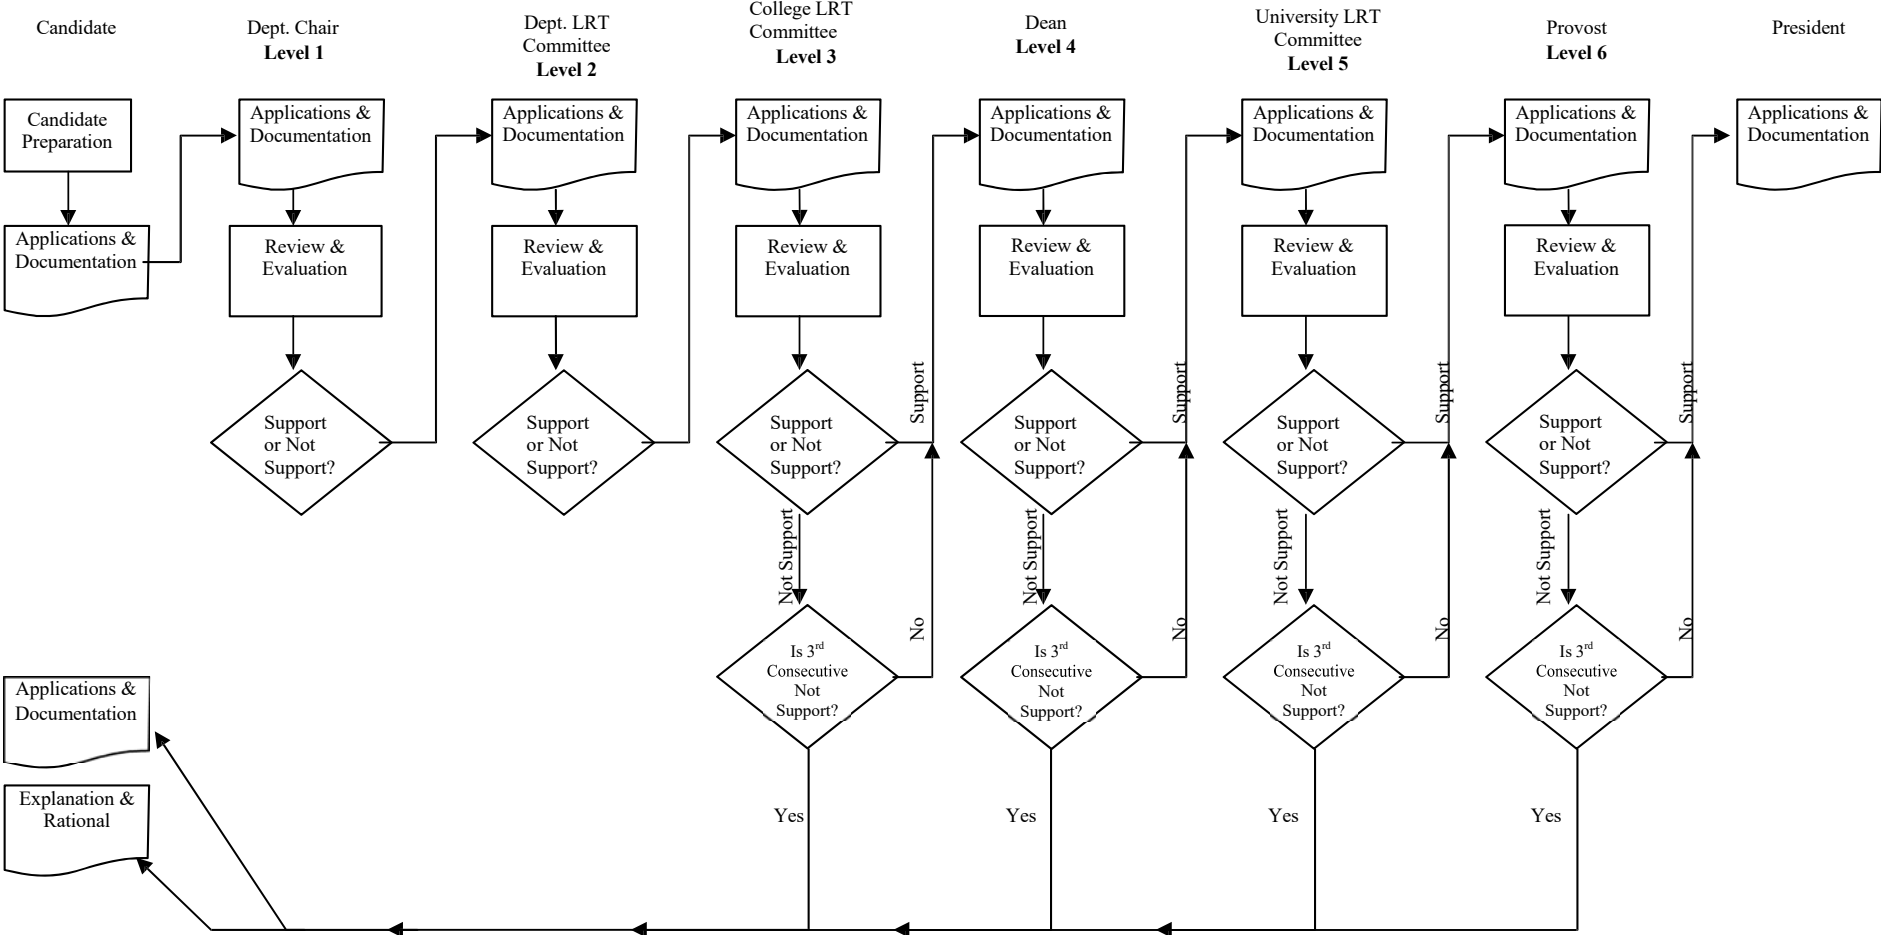 Candidate
Dept. Chair
Level 1
Dept. LRT
Committee
Level 2
College LRT
Committee
Level 3
Dean
Level 4
University LRT
Committee
Level 5
Provost
Level 6
President
Candidate
Preparation
Applications &
Documentation
Applications &
Documentation
Applications &
Documentation
Applications &
Documentation
Applications &
Documentation
Applications &
Documentation
Applications &
Documentation
Applications &
Documentation
Review &
Evaluation
Review &
Evaluation
Review &
Evaluation
Review &
Evaluation
Review &
Evaluation
Review &
Evaluation
Support
or Not
Support?
Support
or Not
Support?
Support
or Not
Support?
Support
Support
or Not
Support?
Support
Support
or Not
Support?
Support
Support
or Not
Support?
Support
Not Support
Not Support
Not Support
Not Support
Is 3rd
Consecutive
Not
Support?
No
Is 3rd
Consecutive
Not
Support?
No
Is 3rd
Consecutive
Not
Support?
No
Is 3rd
Consecutive
Not
Support?
No
Applications &
Documentation
Explanation &
Rational
Yes
Yes
Yes
Yes